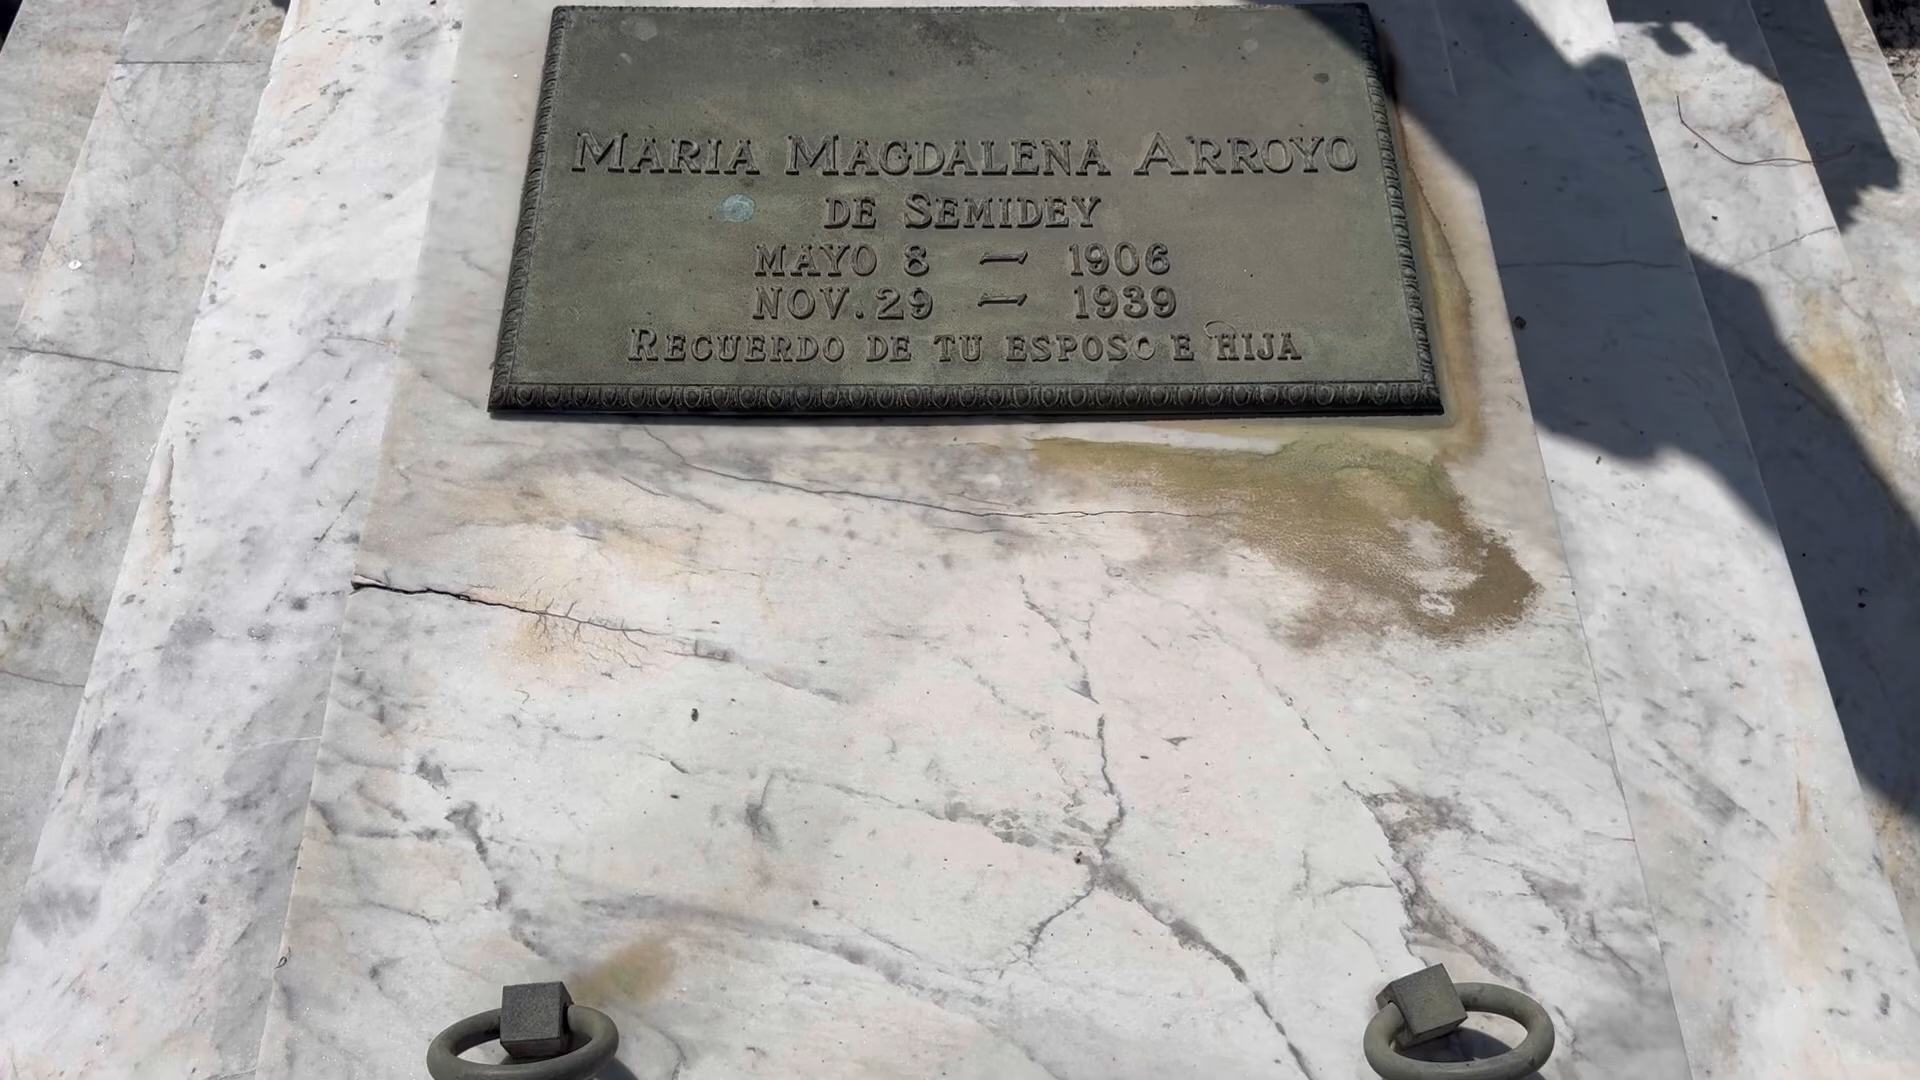 MARIA MAGDALENA ARROYO
DE SEMIDEY
MAYO 8 — 1906
NOV. 29 — 1939
RECUERDO DE TU ESPOSO E HIJA